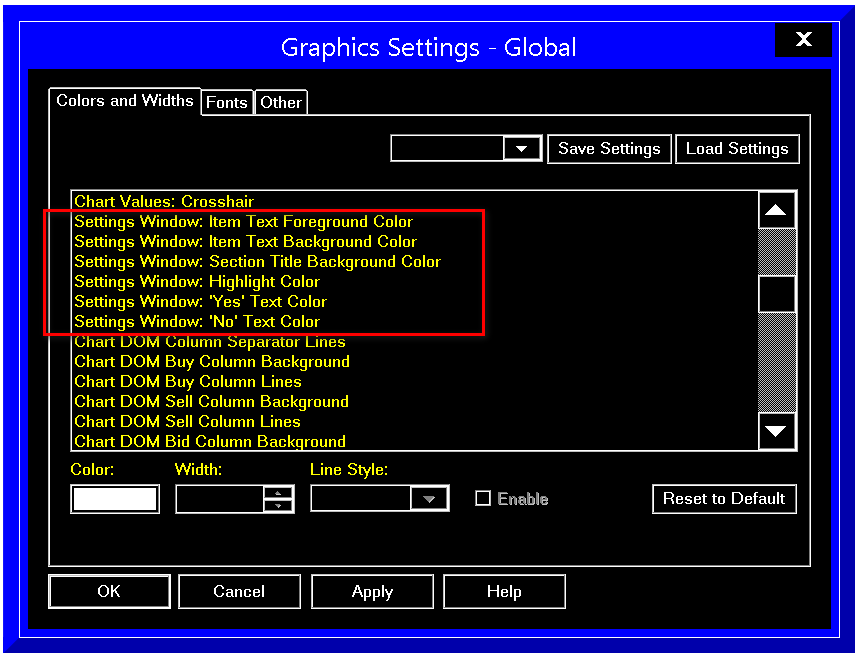 Graphics Settings - Global
X
Colors and Widths
Fonts
Other
Save Settings
Load Settings
Chart Values: Crosshair
Settings Window: Item Text Foreground Color
Settings Window: Item Text Background Color
Settings Window: Section Title Background Color
Settings Window: Highlight Color
Settings Window: 'Yes' Text Color
Settings Window: 'No' Text Color
Chart DOM Column Separator Lines
Chart DOM Buy Column Background
Chart DOM Buy Column Lines
Chart DOM Sell Column Background
Chart DOM Sell Column Lines
Chart DOM Bid Column Background
Color:
Width:
Line Style:
Enable
Reset to Default
OK
Cancel
Apply
Help